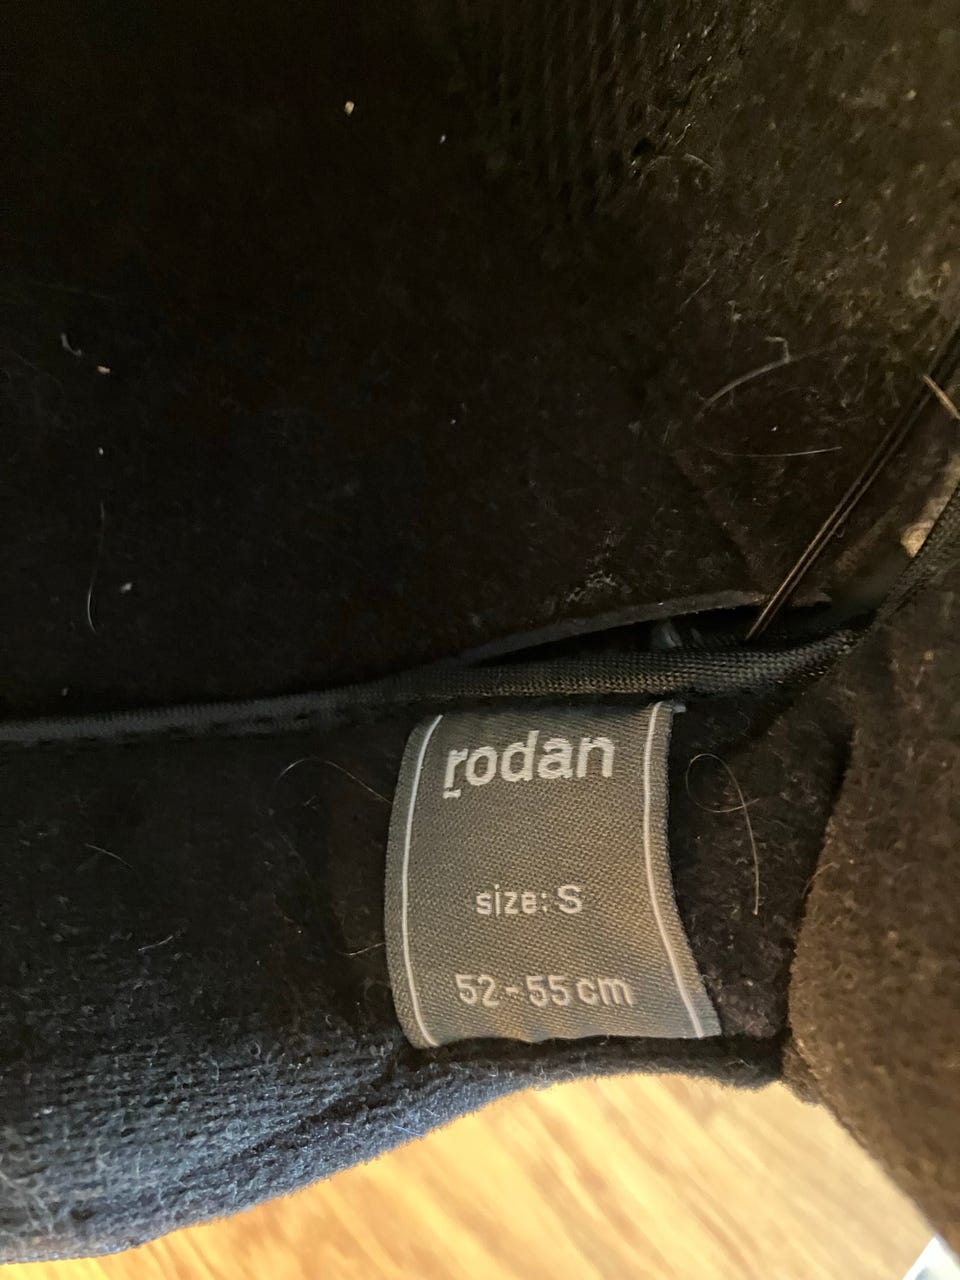 rodan
size: S
52-55 cm